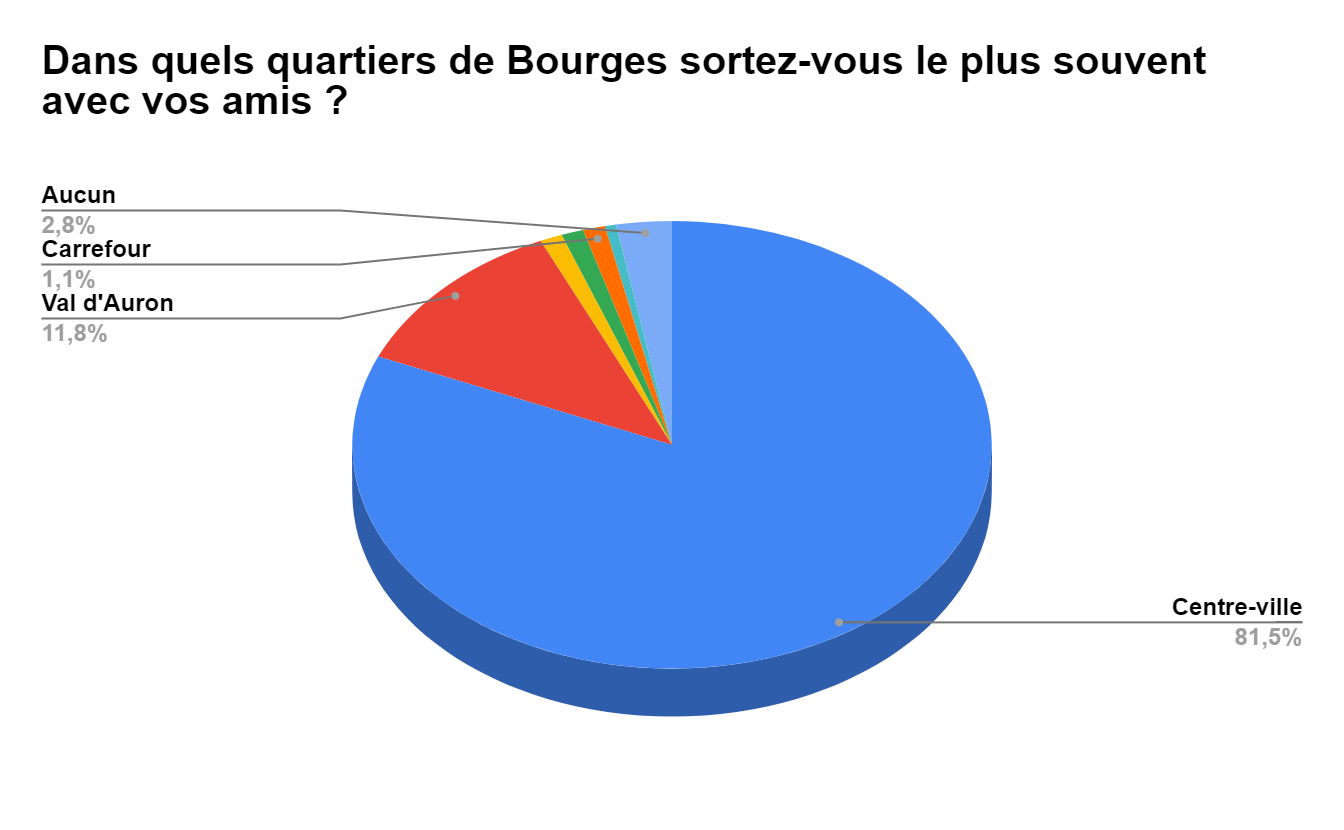 Dans quels quartiers de Bourges sortez-vous le plus souvent
avec vos amis ?
Aucun
2,8%
Carrefour
1,1%
Val d'Auron
11,8%
Centre-ville
81,5%